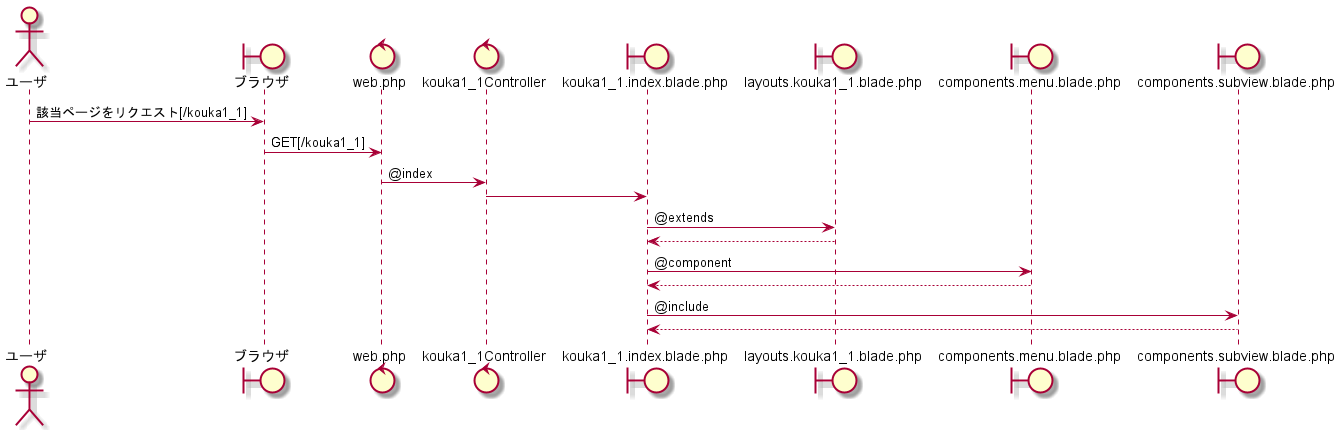 ユーザ
ブラウザ
web.php
kouka1_1Controller
kouka1_1.index.blade.php
layouts.kouka1_1.blade.php
components.menu.blade.php
components.subview.blade.php
該当ページをリクエスト[/kouka1_1]
GET[/kouka1_1]
@index
@extends
@component
@include
ユーザ
ブラウザ
web.php
kouka1_1Controller
kouka1_1.index.blade.php
layouts.kouka1_1.blade.php
components.menu.blade.php
components.subview.blade.php